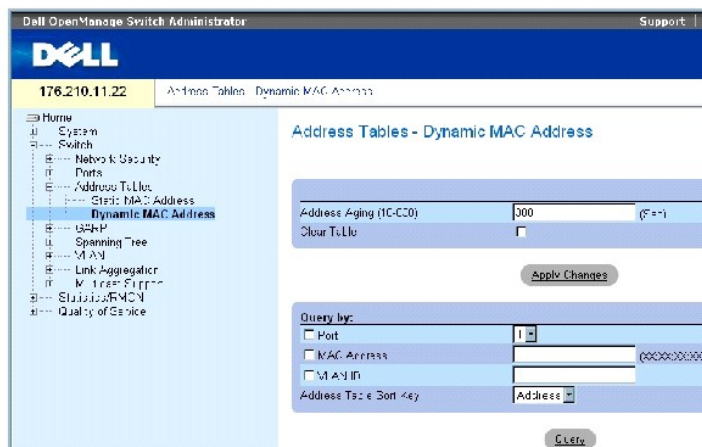 Dell OpenManage Switch Administrator
Support
DELL
176.210.11.22
Address Tables - Dynamic MAC Address
Home
System
Switch
Network Security
Ports
Address Tables
Static MAC Address
Dynamic MAC Address
GARP
Spanning Tree
VLAN
Link Aggregation
Multicast Support
Statistics/RMON
Quality of Service
Address Tables - Dynamic MAC Address
Address Aging
(Sec)
Clear Table
Apply Changes
Query by:
Port
1
MAC Address
VLAN ID
Address Table Sort Key
Address
Query